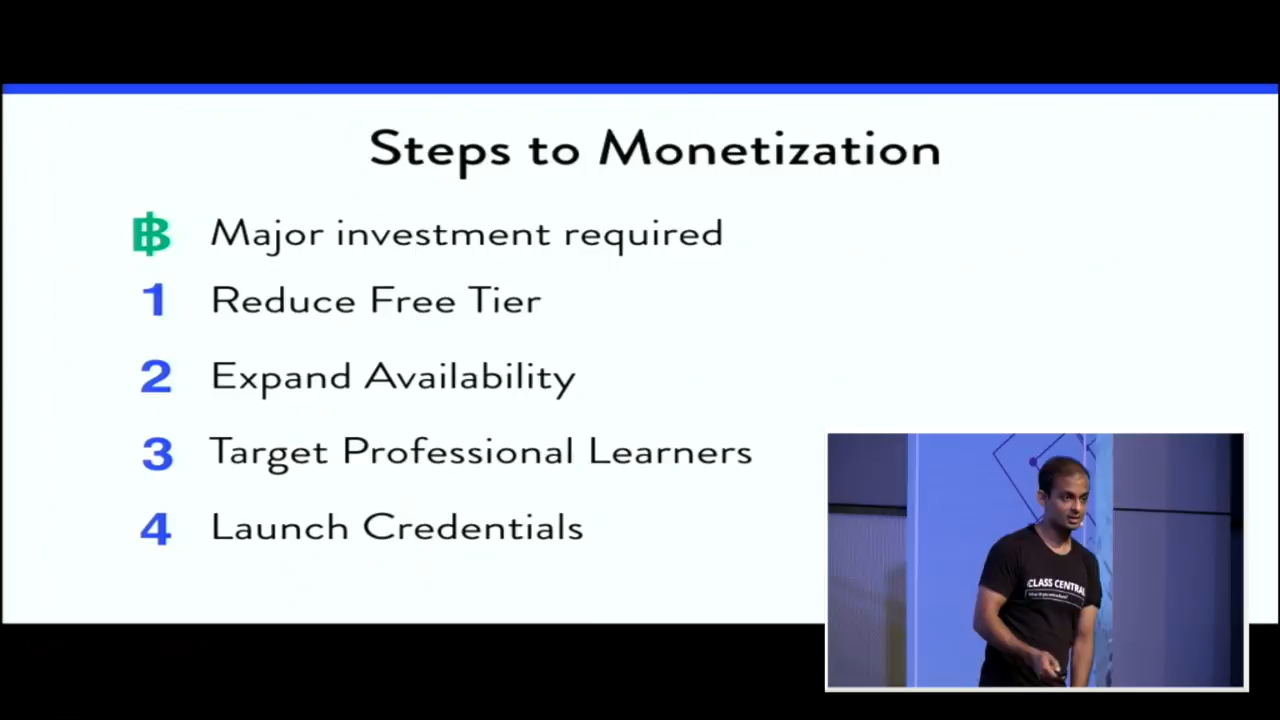 Steps to Monetization
฿ Major investment required
1 Reduce Free Tier
2 Expand Availability
3 Target Professional Learners
4 Launch Credentials
CLASS CENTRAL